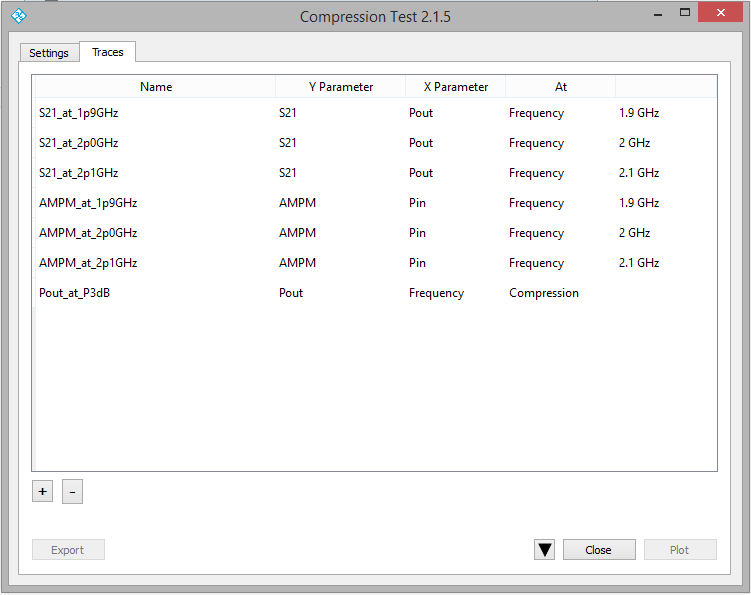 Compression Test 2.1.5
Settings Traces
Name Y Parameter X Parameter At
S21_at_1p9GHz S21 Pout Frequency 1.9 GHz
S21_at_2p0GHz S21 Pout Frequency 2 GHz
S21_at_2p1GHz S21 Pout Frequency 2.1 GHz
AMPM_at_1p9GHz AMPM Pin Frequency 1.9 GHz
AMPM_at_2p0GHz AMPM Pin Frequency 2 GHz
AMPM_at_2p1GHz AMPM Pin Frequency 2.1 GHz
Pout_at_P3dB Pout Frequency Compression
+ -
Export Close Plot